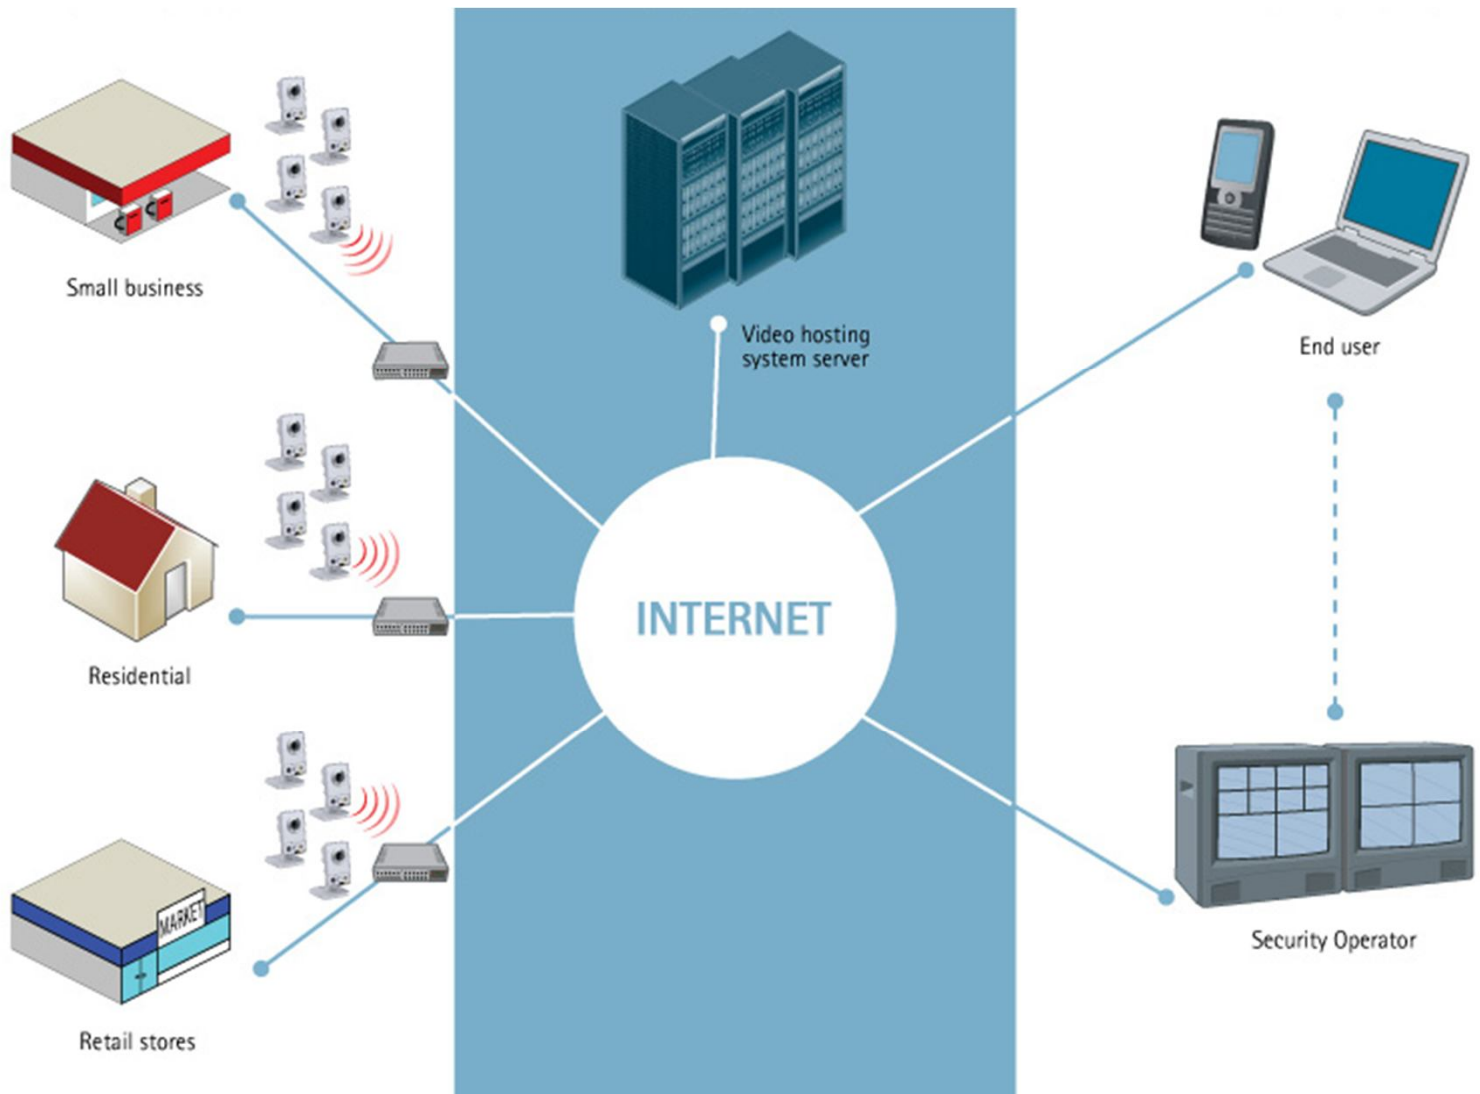 Small business
Video hosting
system server
End user
INTERNET
Residential
MARKET
Security Operator
Retail stores